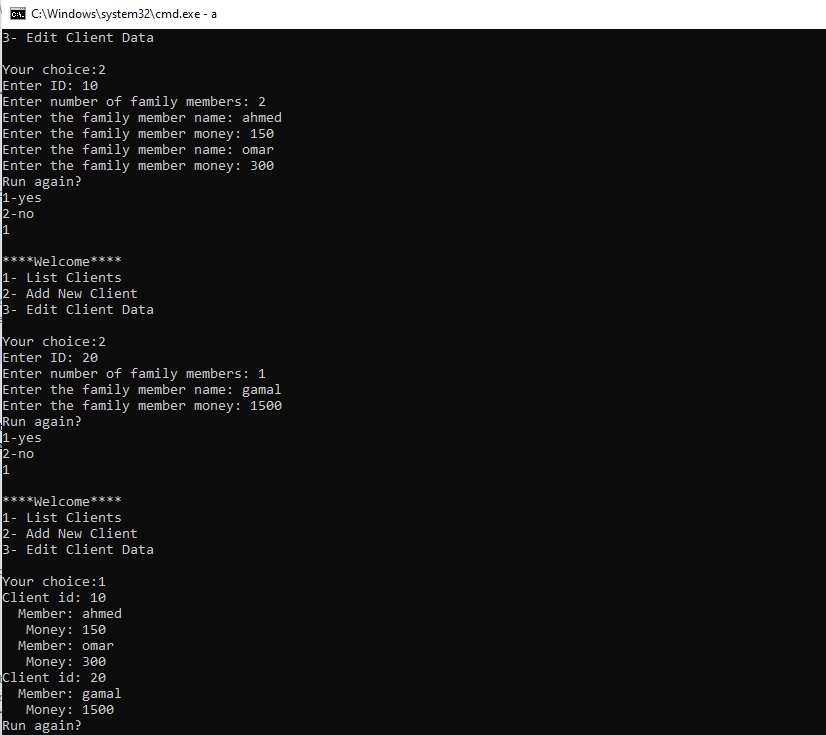 C:\Windows\system32\cmd.exe - a
3- Edit Client Data
Your choice:2
Enter ID: 10
Enter number of family members: 2
Enter the family member name: ahmed
Enter the family member money: 150
Enter the family member name: omar
Enter the family member money: 300
Run again?
1-yes
2-no
1
****Welcome****
1- List Clients
2- Add New Client
3- Edit Client Data
Your choice:2
Enter ID: 20
Enter number of family members: 1
Enter the family member name: gamal
Enter the family member money: 1500
Run again?
1-yes
2-no
1
****Welcome****
1- List Clients
2- Add New Client
3- Edit Client Data
Your choice:1
Client id: 10
  Member: ahmed
   Money: 150
  Member: omar
   Money: 300
Client id: 20
  Member: gamal
   Money: 1500
Run again?